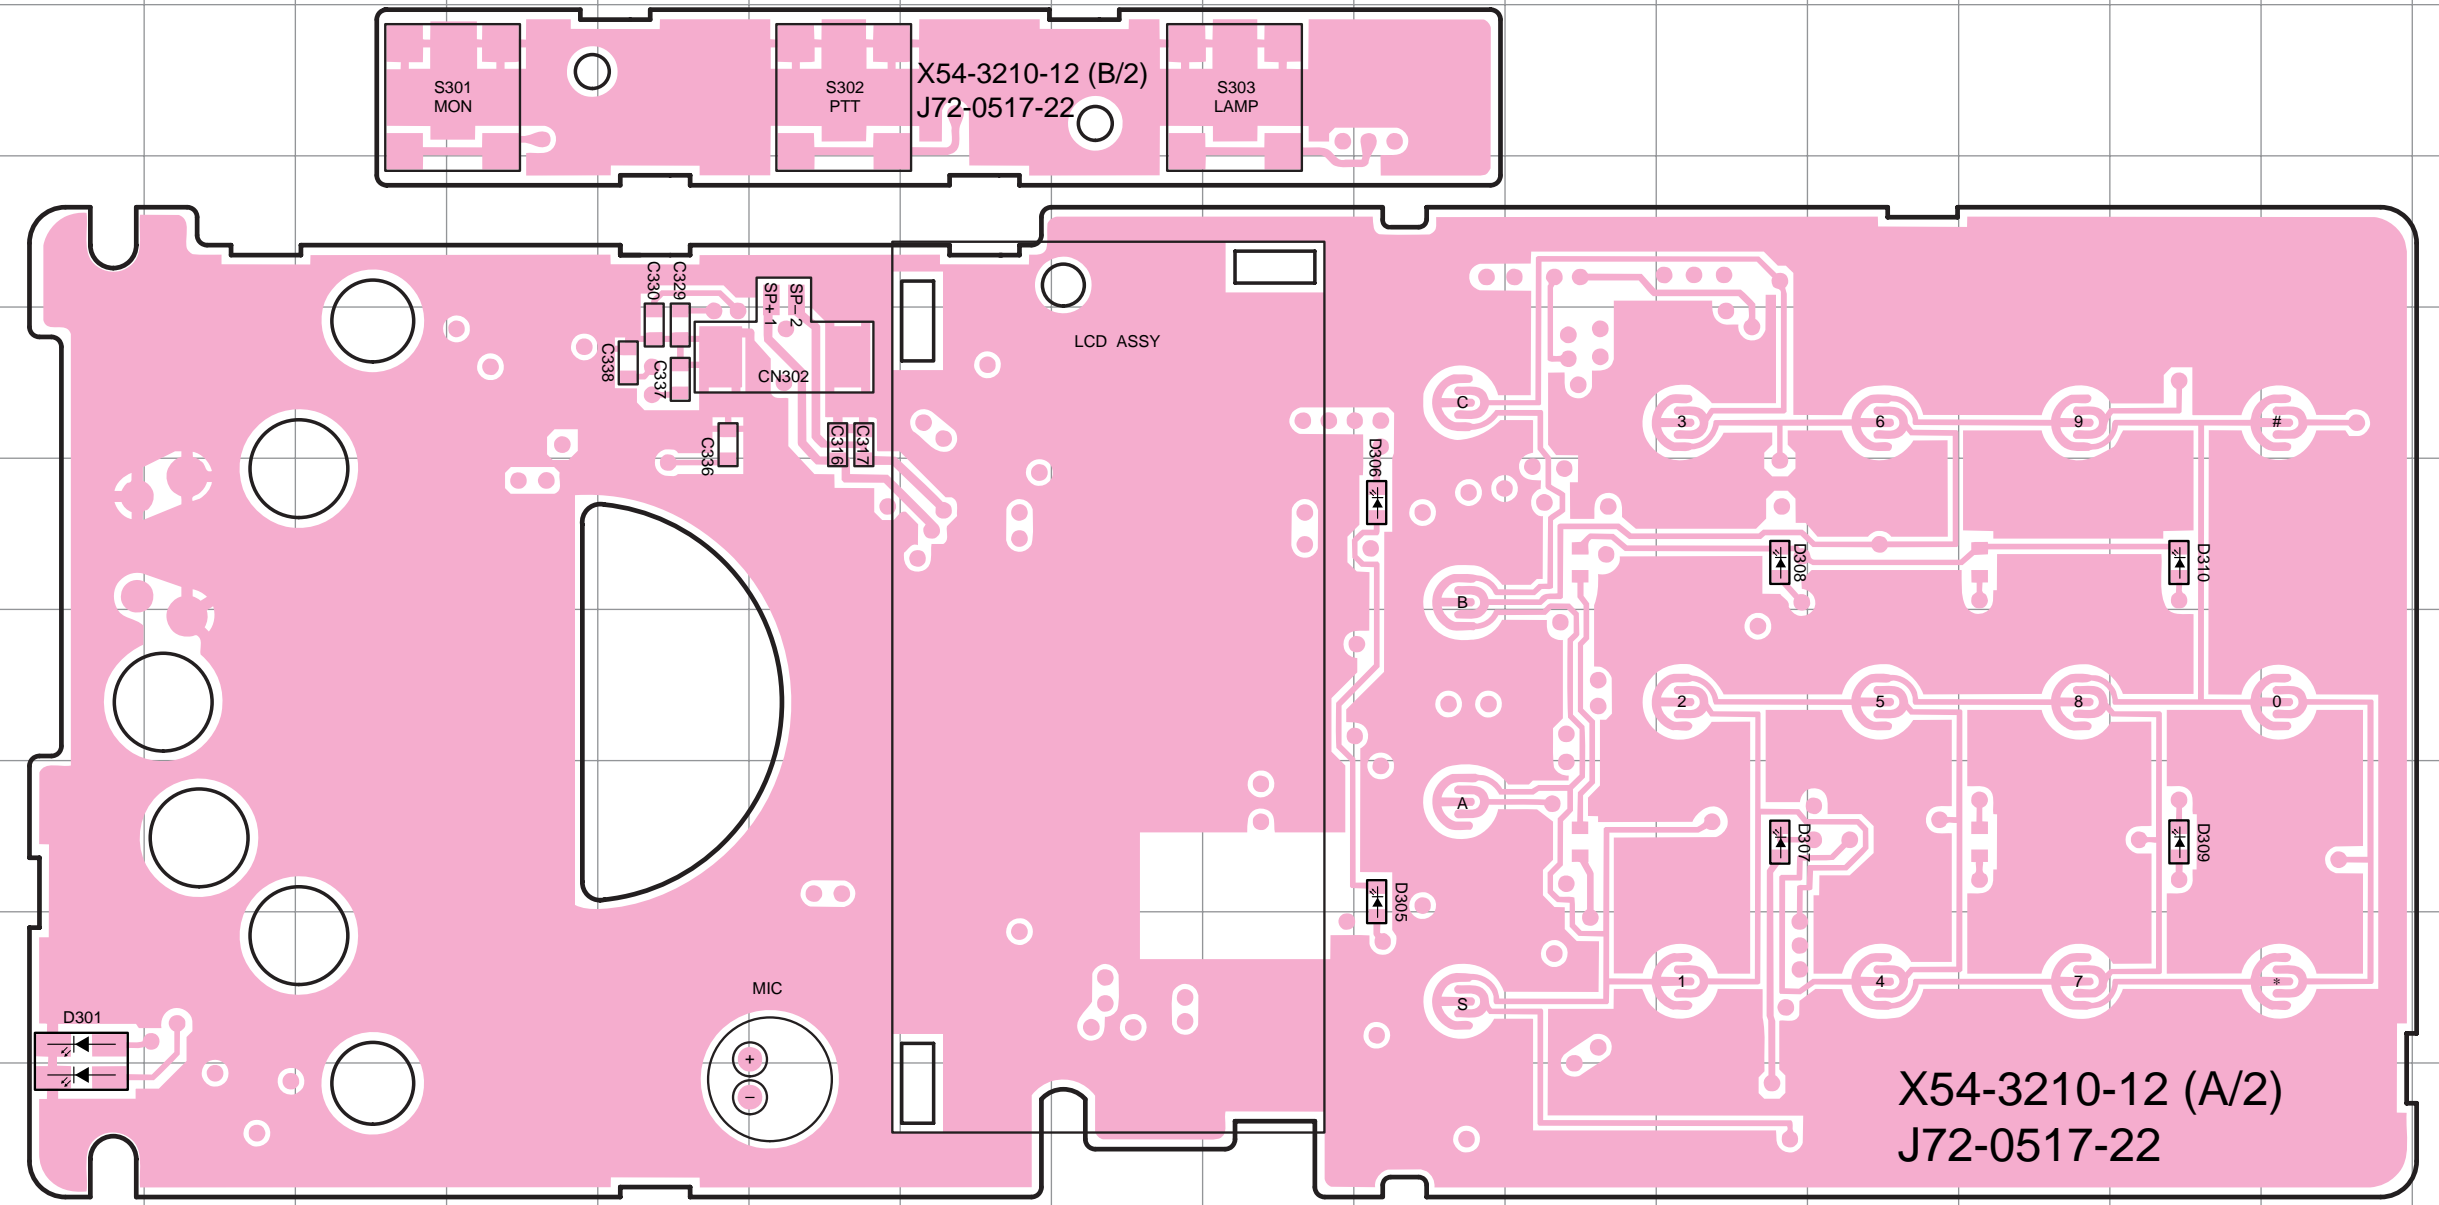 S301
MON
S302
PTT
X54-3210-12 (B/2)
J72-0517-22
S303
LAMP
C330
C329
SP+ 1
SP- 2
C338
C337
CN302
LCD ASSY
C336
C316
C317
C
3
6
9
#
D306
D308
D310
B
2
5
8
0
A
D307
D309
D305
MIC
S
1
4
7
*
D301
+
−
X54-3210-12 (A/2)
J72-0517-22